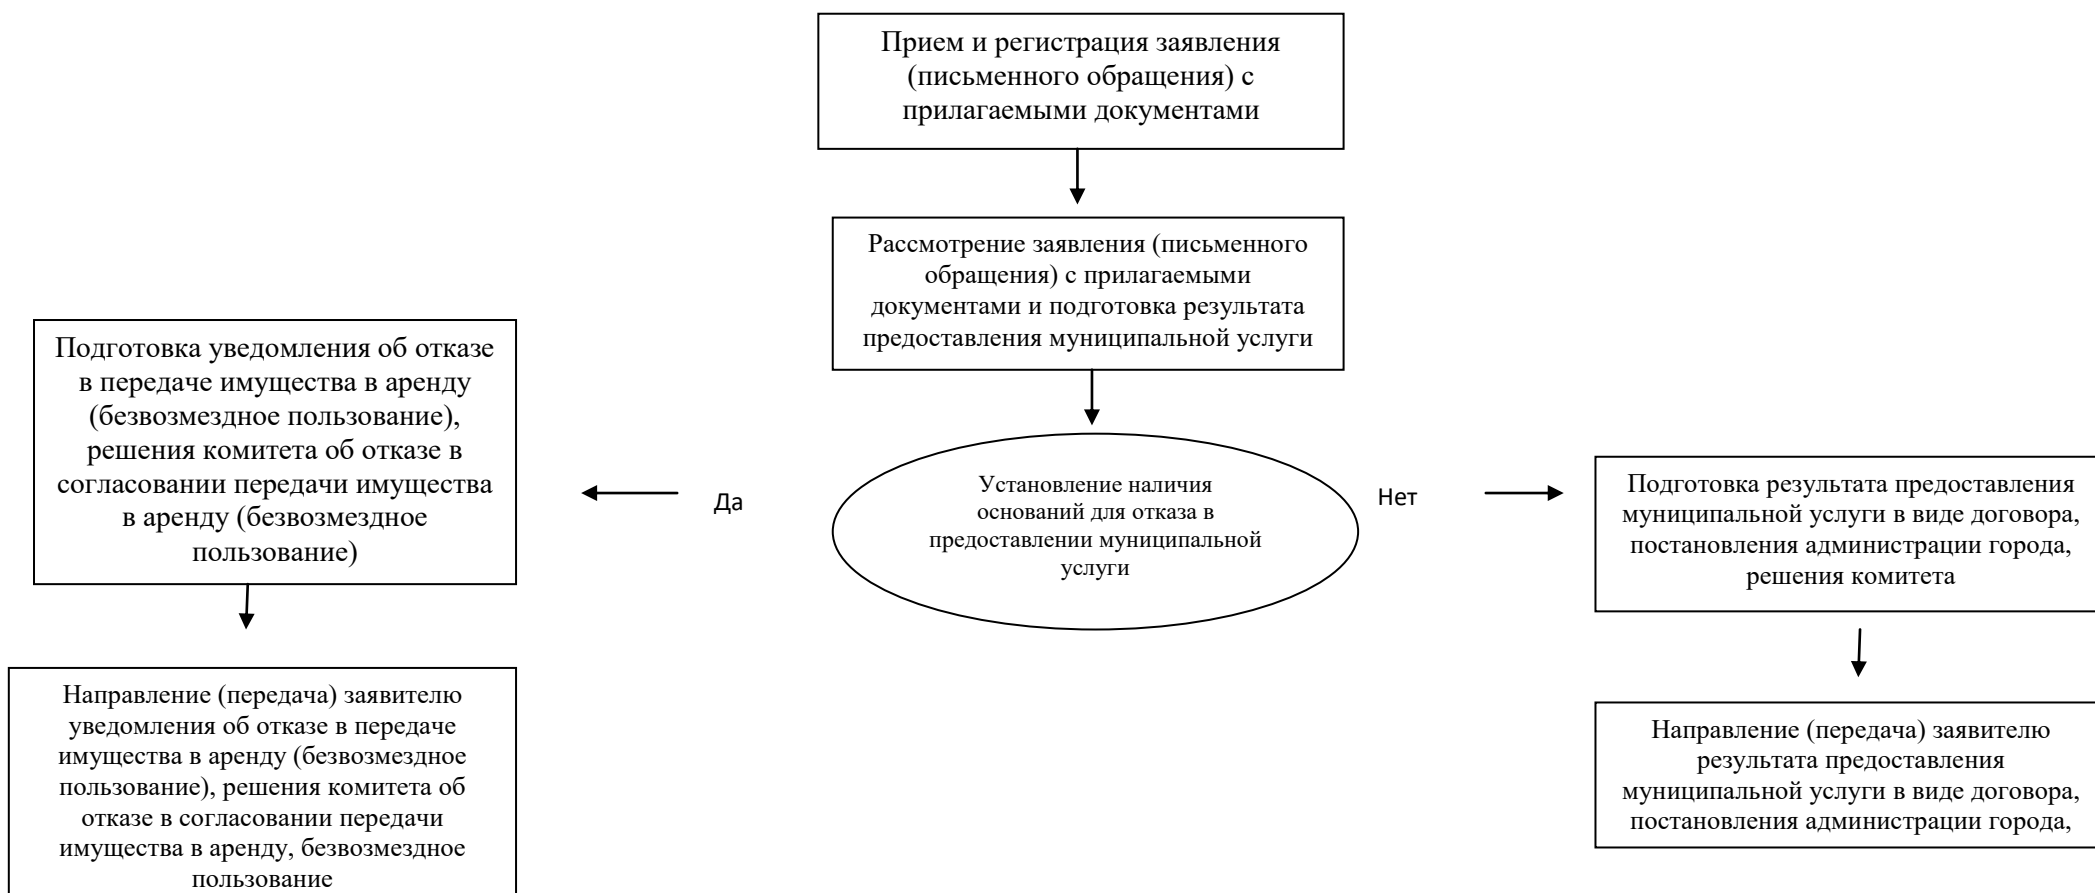 Прием и регистрация заявления
(письменного обращения) с
прилагаемыми документами
Рассмотрение заявления (письменного
обращения) с прилагаемыми
документами и подготовка результата
предоставления муниципальной услуги
Установление наличия
оснований для отказа в
предоставлении муниципальной
услуги
Да
Подготовка уведомления об отказе
в передаче имущества в аренду
(безвозмездное пользование),
решения комитета об отказе в
согласовании передачи имущества
в аренду (безвозмездное
пользование)
Направление (передача) заявителю
уведомления об отказе в передаче
имущества в аренду (безвозмездное
пользование), решения комитета об
отказе в согласовании передачи
имущества в аренду, безвозмездное
пользование
Нет
Подготовка результата предоставления
муниципальной услуги в виде договора,
постановления администрации города,
решения комитета
Направление (передача) заявителю
результата предоставления
муниципальной услуги в виде договора,
постановления администрации города,